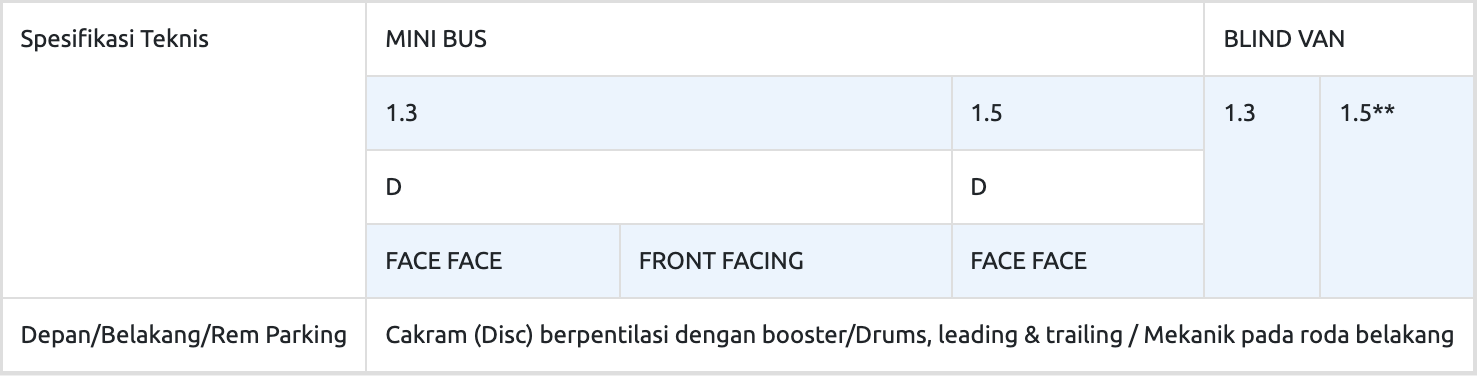 Spesifikasi Teknis MINI BUS BLIND VAN
1.3 1.5 1.3 1.5**
D D
FACE FACE FRONT FACING FACE FACE
Depan/Belakang/Rem Parking Cakram (Disc) berpentilasi dengan booster/Drums, leading & trailing / Mekanik pada roda belakang